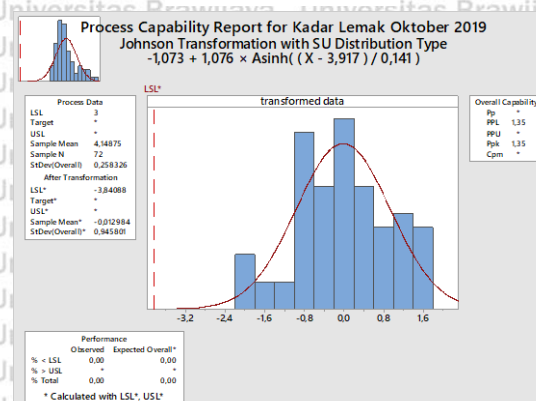 Universitas Brawijaya
Process Capability Report for Kadar Lemak Oktober 2019
Johnson Transformation with SU Distribution Type
-1,073 + 1,076 × Asinh( ( X - 3,917 ) / 0,141 )
LSL*
transformed data
Process Data
LSL 3
Target *
USL *
Sample Mean 4,14875
Sample N 72
StDev(Overall) 0,258326
After Transformation
LSL* -3,84088
Target* *
USL* *
Sample Mean* -0,012984
StDev(Overall)* 0,945801
Overall Capability
Pp *
PPL 1,35
PPU *
Ppk 1,35
Cpm *
-3,2 -2,4 -1,6 -0,8 0,0 0,8 1,6
Performance
Observed Expected Overall*
% < LSL 0,00 0,00
% > USL * *
% Total 0,00 0,00
* Calculated with LSL*, USL*